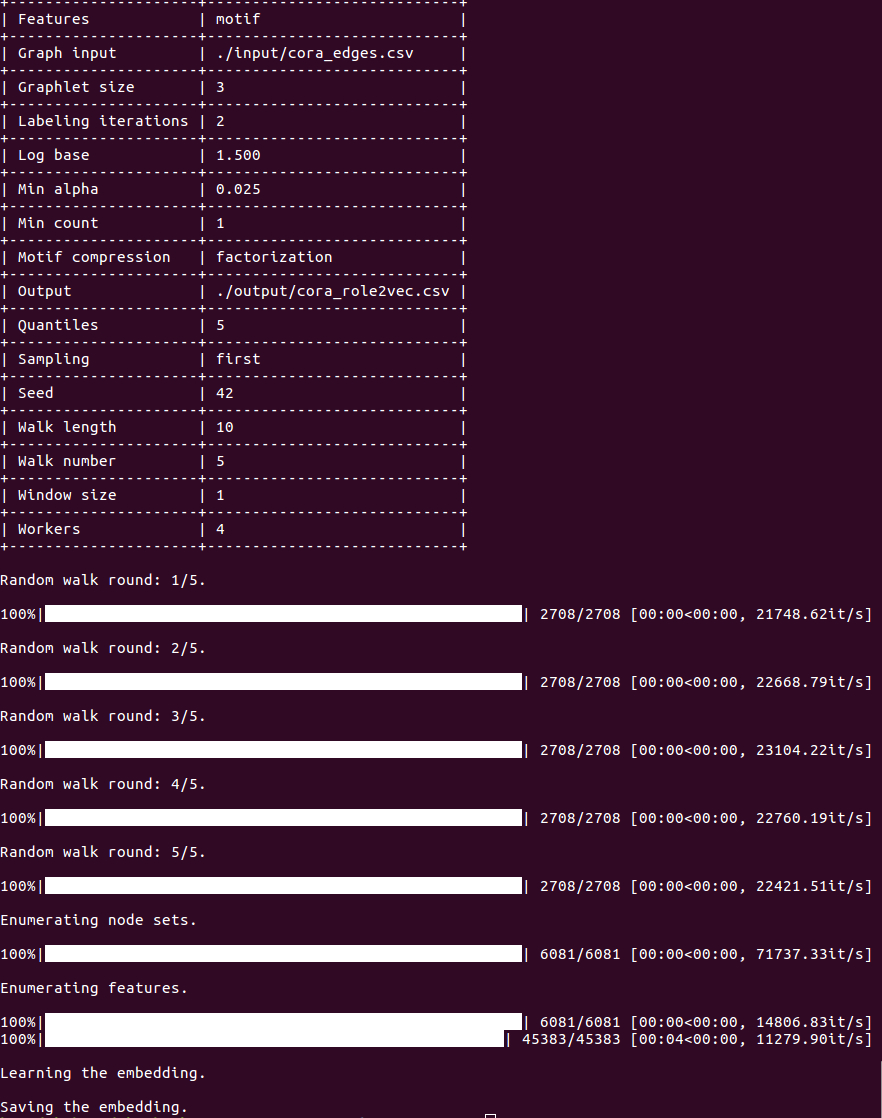 +---------------------+----------------------------+
| Features            | motif                      |
+---------------------+----------------------------+
| Graph input         | ./input/cora_edges.csv     |
+---------------------+----------------------------+
| Graphlet size       | 3                          |
+---------------------+----------------------------+
| Labeling iterations | 2                          |
+---------------------+----------------------------+
| Log base            | 1.500                      |
+---------------------+----------------------------+
| Min alpha           | 0.025                      |
+---------------------+----------------------------+
| Min count           | 1                          |
+---------------------+----------------------------+
| Motif compression   | factorization              |
+---------------------+----------------------------+
| Output              | ./output/cora_role2vec.csv |
+---------------------+----------------------------+
| Quantiles           | 5                          |
+---------------------+----------------------------+
| Sampling            | first                      |
+---------------------+----------------------------+
| Seed                | 42                         |
+---------------------+----------------------------+
| Walk length         | 10                         |
+---------------------+----------------------------+
| Walk number         | 5                          |
+---------------------+----------------------------+
| Window size         | 1                          |
+---------------------+----------------------------+
| Workers             | 4                          |
+---------------------+----------------------------+
Random walk round: 1/5.
100%|| 2708/2708 [00:00<00:00, 21748.62it/s]
Random walk round: 2/5.
100%|| 2708/2708 [00:00<00:00, 22668.79it/s]
Random walk round: 3/5.
100%|| 2708/2708 [00:00<00:00, 23104.22it/s]
Random walk round: 4/5.
100%|| 2708/2708 [00:00<00:00, 22760.19it/s]
Random walk round: 5/5.
100%|| 2708/2708 [00:00<00:00, 22421.51it/s]
Enumerating node sets.
100%|| 6081/6081 [00:00<00:00, 71737.33it/s]
Enumerating features.
100%|| 6081/6081 [00:00<00:00, 14806.83it/s]
100%|| 45383/45383 [00:04<00:00, 11279.90it/s]
Learning the embedding.
Saving the embedding.